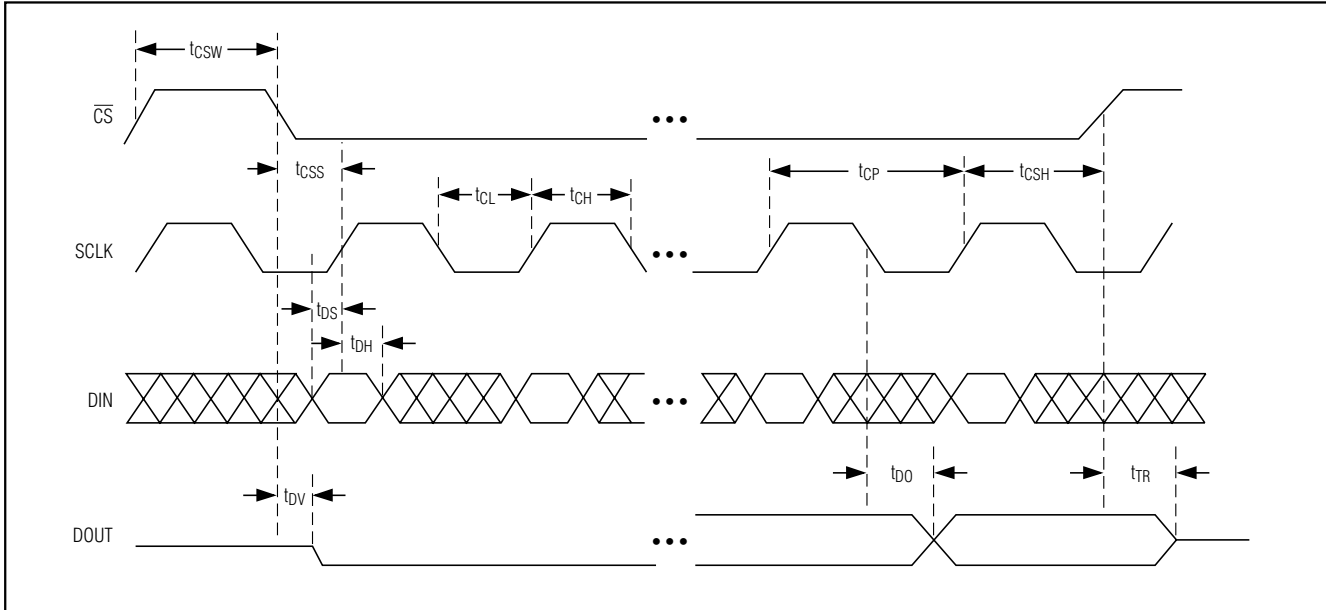 tCSW
CS
tCSS
tCP
tCSH
tCL
tCH
SCLK
•••
tDS
tDH
DIN
•••
tDO
tTR
tDV
DOUT
•••